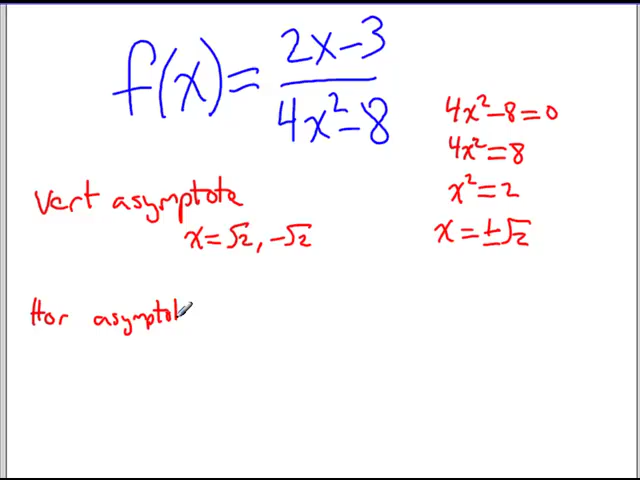 f(x) = (2x-3)/(4x²-8)
4x²-8=0
4x²=8
x²=2
x=±√2
Vert asymptote
x=√2, -√2
Hor asymptot